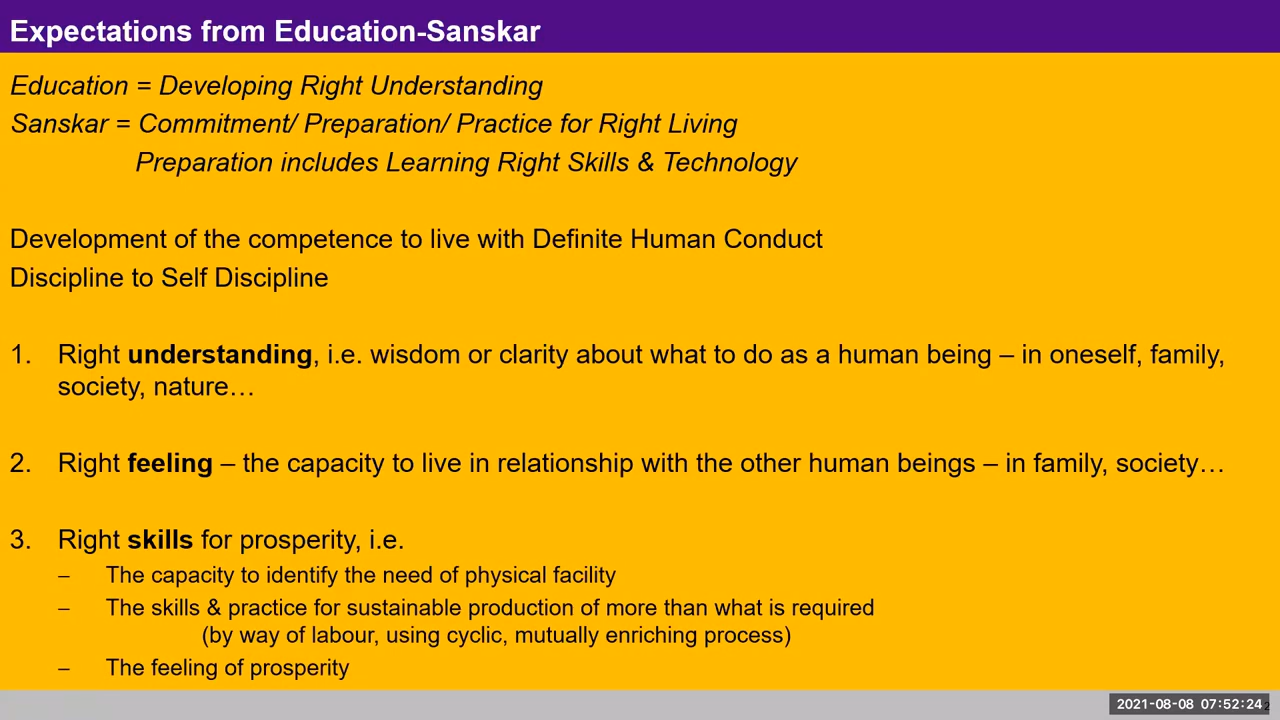 Expectations from Education-Sanskar
Education = Developing Right Understanding
Sanskar = Commitment/ Preparation/ Practice for Right Living
Preparation includes Learning Right Skills & Technology
Development of the competence to live with Definite Human Conduct
Discipline to Self Discipline
1. Right understanding, i.e. wisdom or clarity about what to do as a human being – in oneself, family,
society, nature…
2. Right feeling – the capacity to live in relationship with the other human beings – in family, society…
3. Right skills for prosperity, i.e.
– The capacity to identify the need of physical facility
– The skills & practice for sustainable production of more than what is required
(by way of labour, using cyclic, mutually enriching process)
– The feeling of prosperity
2021-08-08 07:52:24